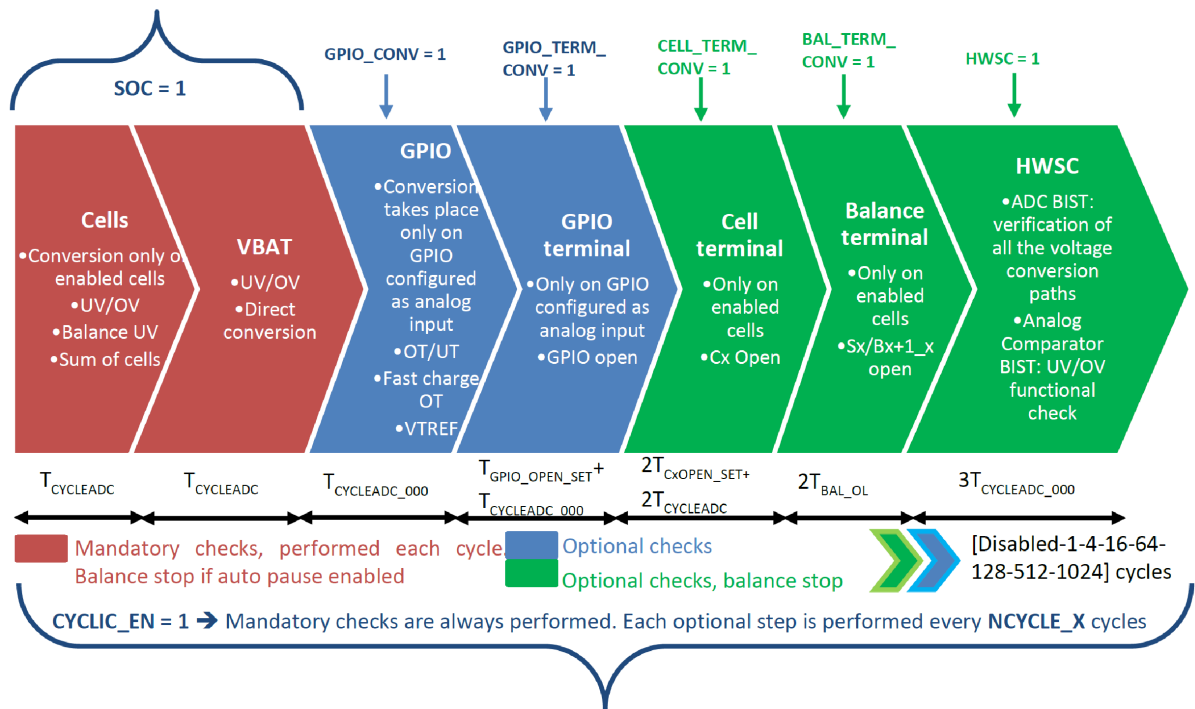 SOC = 1
GPIO_CONV = 1
GPIO_TERM_
CONV = 1
CELL_TERM_
CONV = 1
BAL_TERM_
CONV = 1
HWSC = 1
Cells
•Conversion only o
enabled cells
•UV/OV
•Balance UV
•Sum of cells
VBAT
•UV/OV
•Direct
conversion
GPIO
•Conversion
takes place
only on
GPIO
configured
as analog
input
•OT/UT
•Fast charge
OT
•VTREF
GPIO
terminal
•Only on GPIO
configured as
analog input
•GPIO open
Cell
terminal
•Only on
enabled
cells
•Cx Open
Balance
terminal
•Only on
enabled
cells
•Sx/Bx+1_x
open
HWSC
•ADC BIST:
verification of
all the voltage
conversion
paths
•Analog
Comparator
BIST: UV/OV
functional
check
TCYCLEADC
TCYCLEADC
TCYCLEADC_000
TGPIO_OPEN_SET+
TCYCLEADC_000
2TCxOPEN_SET+
2TCYCLEADC
2TBAL_OL
3TCYCLEADC_000
Mandatory checks, performed each cycle.
Balance stop if auto pause enabled
Optional checks
Optional checks, balance stop
[Disabled-1-4-16-64-
128-512-1024] cycles
CYCLIC_EN = 1 ➔ Mandatory checks are always performed. Each optional step is performed every NCYCLE_X cycles